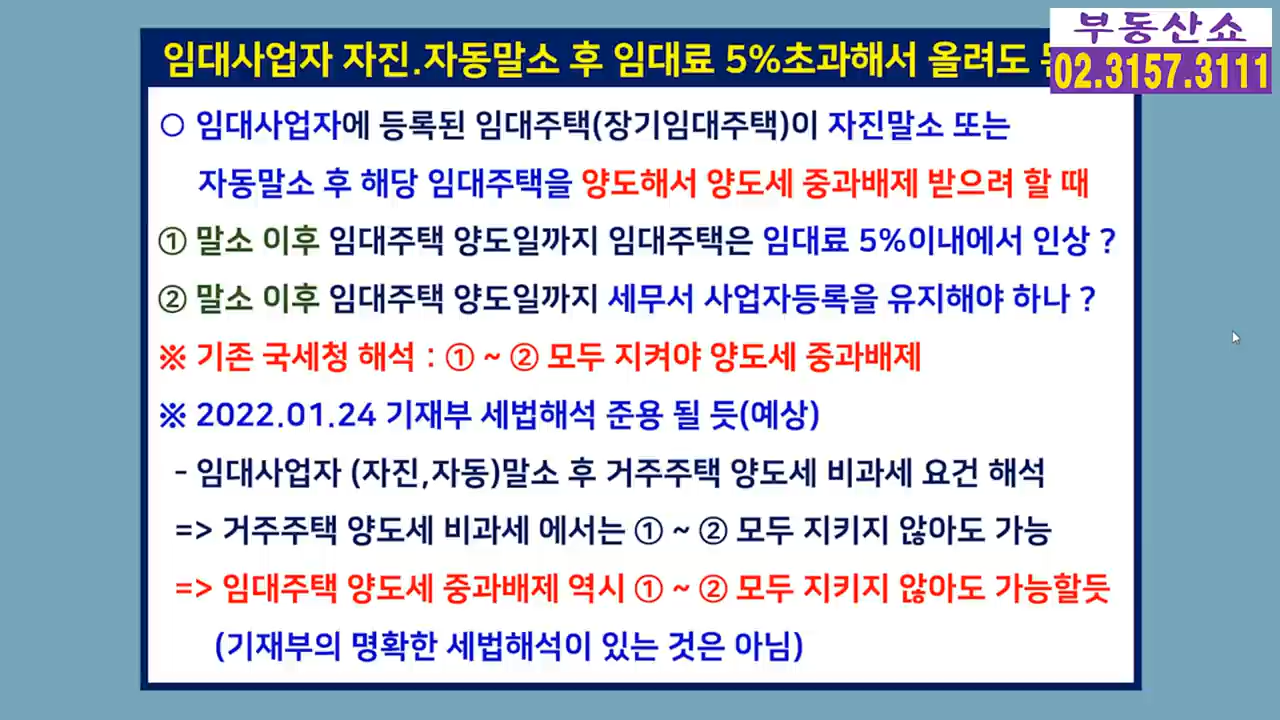 임대사업자 자진.자동말소 후 임대료 5%초과해서 올려도
부동산쇼
02.3157.3111
○ 임대사업자에 등록된 임대주택(장기임대주택)이 자진말소 또는
자동말소 후 해당 임대주택을 양도해서 양도세 중과배제 받으려 할 때
① 말소 이후 임대주택 양도일까지 임대주택은 임대료 5%이내에서 인상 ?
② 말소 이후 임대주택 양도일까지 세무서 사업자등록을 유지해야 하나 ?
※ 기존 국세청 해석 : ① ~ ② 모두 지켜야 양도세 중과배제
※ 2022.01.24 기재부 세법해석 준용 될 듯(예상)
- 임대사업자 (자진,자동)말소 후 거주주택 양도세 비과세 요건 해석
=> 거주주택 양도세 비과세 에서는 ① ~ ② 모두 지키지 않아도 가능
=> 임대주택 양도세 중과배제 역시 ① ~ ② 모두 지키지 않아도 가능할듯
(기재부의 명확한 세법해석이 있는 것은 아님)